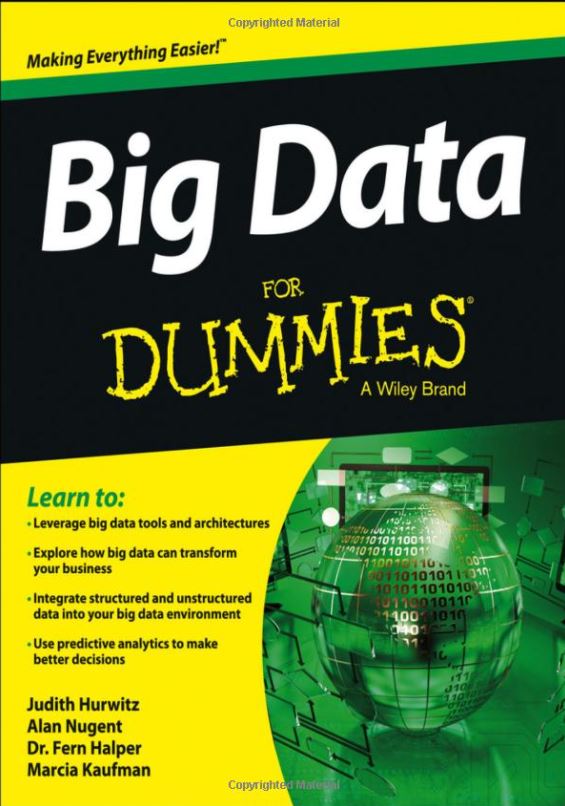 Copyrighted Material
Making Everything Easier!™
Big Data
FOR
DUMMIES®
A Wiley Brand
Learn to:
• Leverage big data tools and architectures
• Explore how big data can transform
your business
• Integrate structured and unstructured
data into your big data environment
• Use predictive analytics to make
better decisions
Judith Hurwitz
Alan Nugent
Dr. Fern Halper
Marcia Kaufman
Copyrighted Material